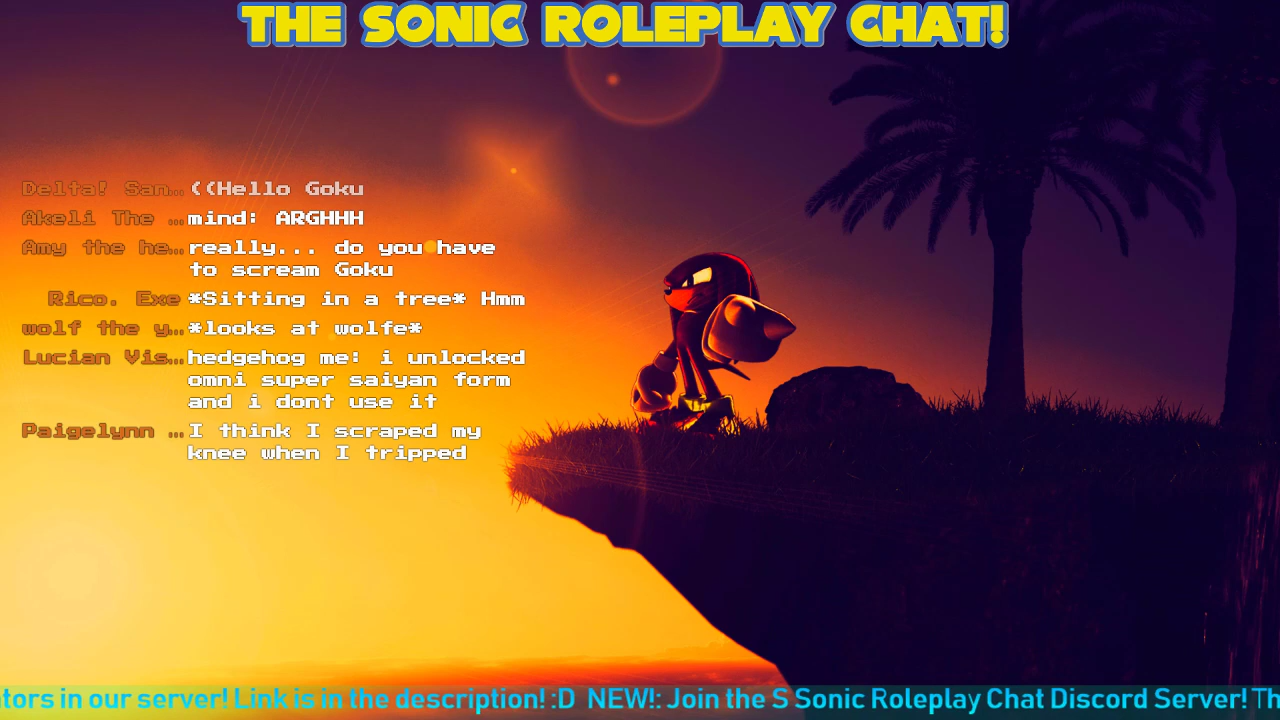 THE SONIC ROLEPLAY CHAT!
Delta! San... ((Hello Goku
Akeli The ... mind: ARGHHH
Amy the he... really... do you have
to scream Goku
Rico. Exe *Sitting in a tree* Hmm
wolf the y... *looks at wolfe*
Lucian Vis... hedgehog me: i unlocked
omni super saiyan form
and i dont use it
Paigelynn ... I think I scraped my
knee when I tripped
tors in our server! Link is in the description! :D NEW!: Join the S Sonic Roleplay Chat Discord Server! Th